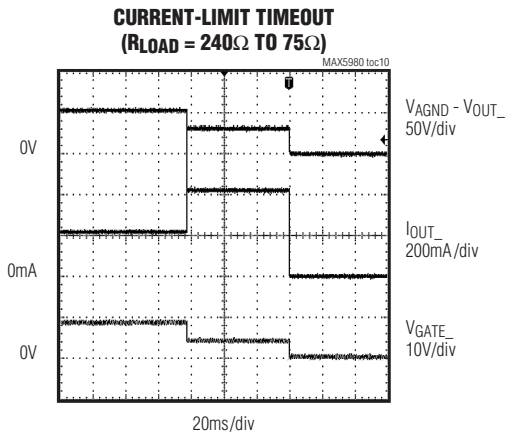 CURRENT-LIMIT TIMEOUT
(RLOAD = 240Ω TO 75Ω)
MAX5980 toc10
T
VAGND - VOUT_
50V/div
0V
IOUT_
200mA/div
0mA
VGATE_
10V/div
0V
20ms/div